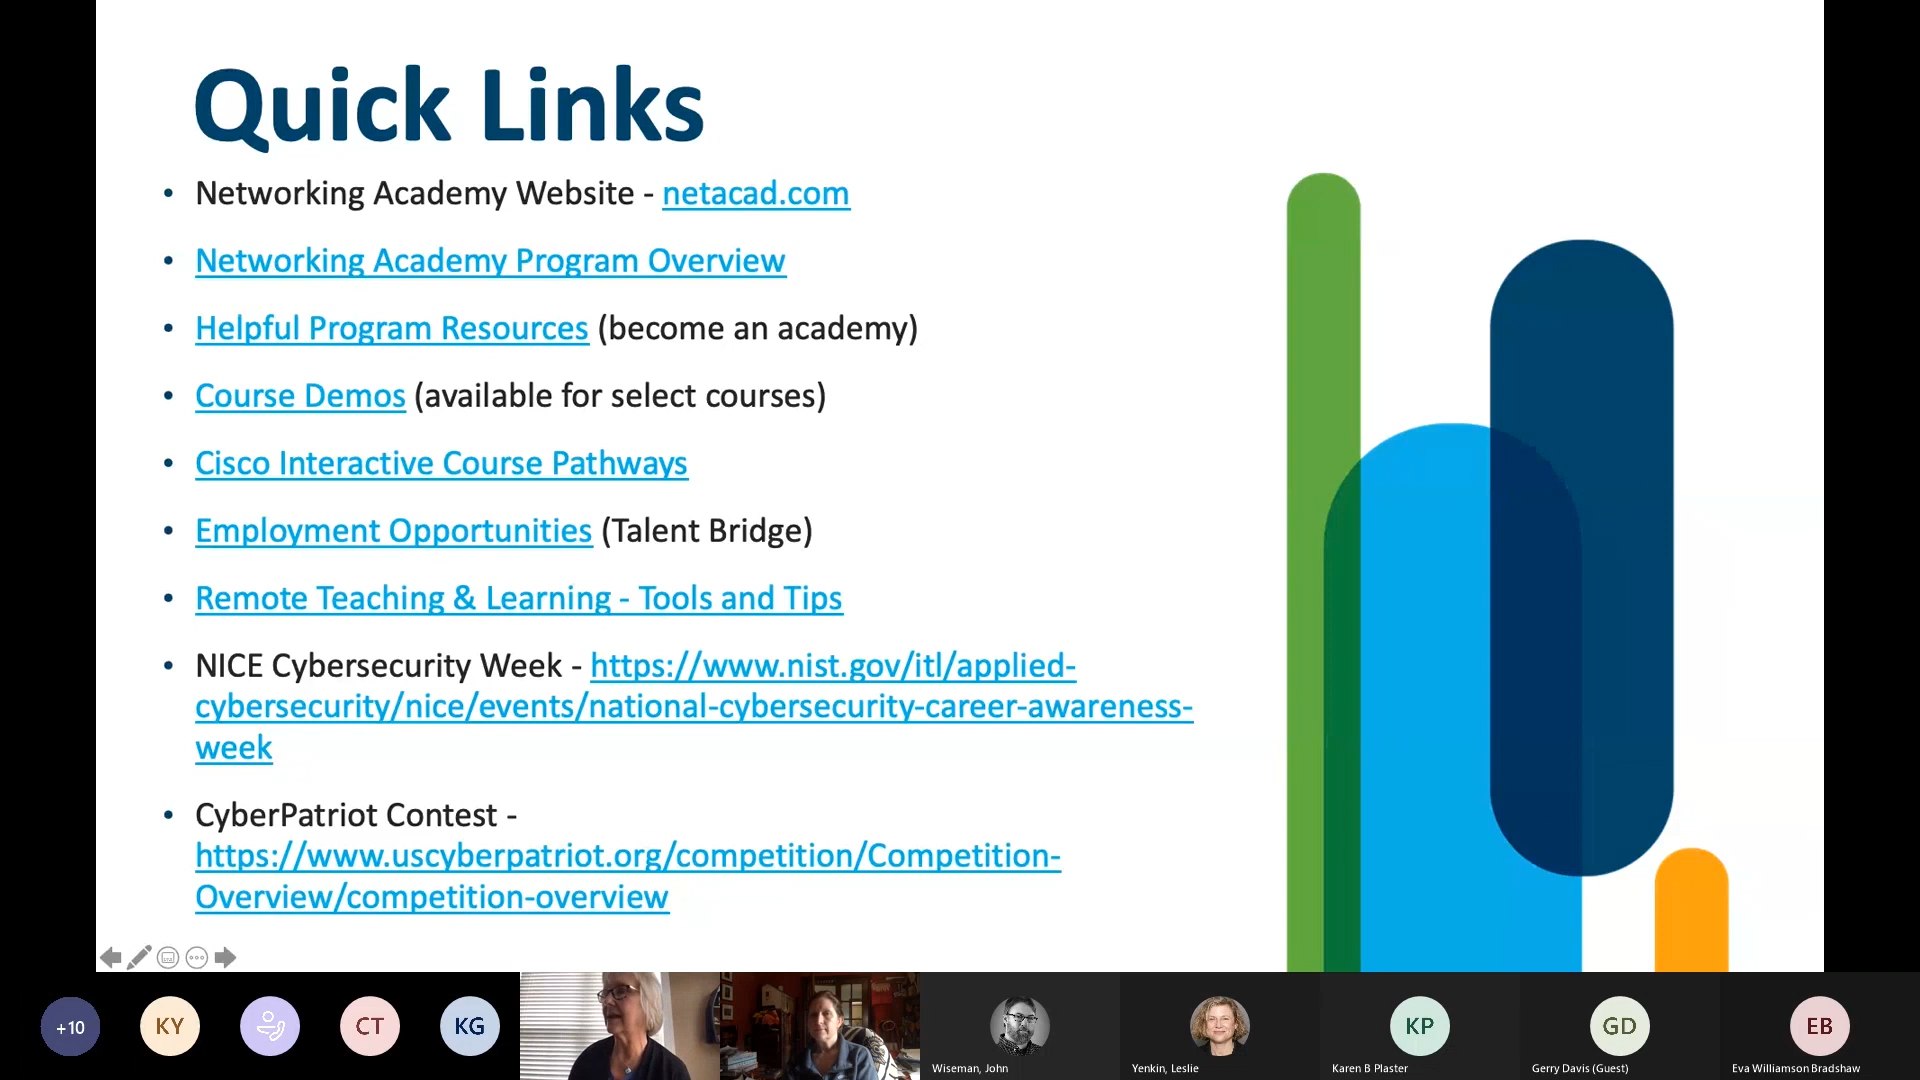 Quick Links
• Networking Academy Website - netacad.com
• Networking Academy Program Overview
• Helpful Program Resources (become an academy)
• Course Demos (available for select courses)
• Cisco Interactive Course Pathways
• Employment Opportunities (Talent Bridge)
• Remote Teaching & Learning - Tools and Tips
• NICE Cybersecurity Week - https://www.nist.gov/itl/applied-
cybersecurity/nice/events/national-cybersecurity-career-awareness-
week
• CyberPatriot Contest -
https://www.uscyberpatriot.org/competition/Competition-
Overview/competition-overview
+10
KY
CT
KG
KP
GD
EB
Wiseman, John
Yenkin, Leslie
Karen B Plaster
Gerry Davis (Guest)
Eva Williamson Bradshaw